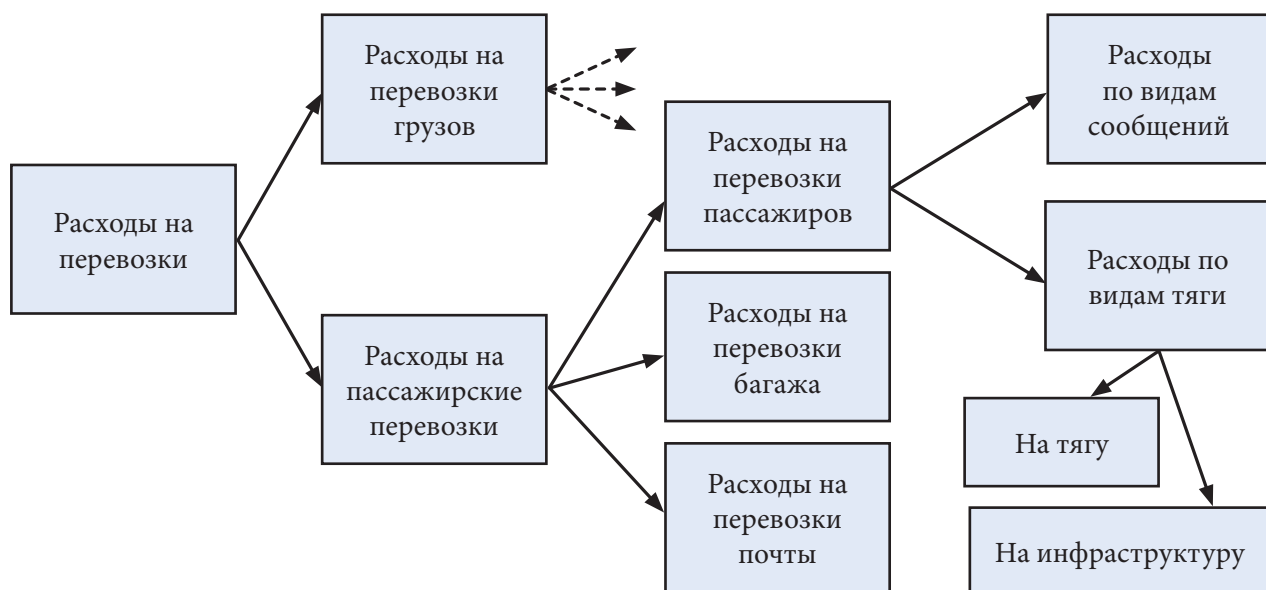 Расходы на
перевозки
Расходы на
перевозки
грузов
Расходы на
пассажирские
перевозки
Расходы на
перевозки
пассажиров
Расходы на
перевозки
багажа
Расходы на
перевозки
почты
Расходы
по видам
сообщений
Расходы по
видам тяги
На тягу
На инфраструктуру